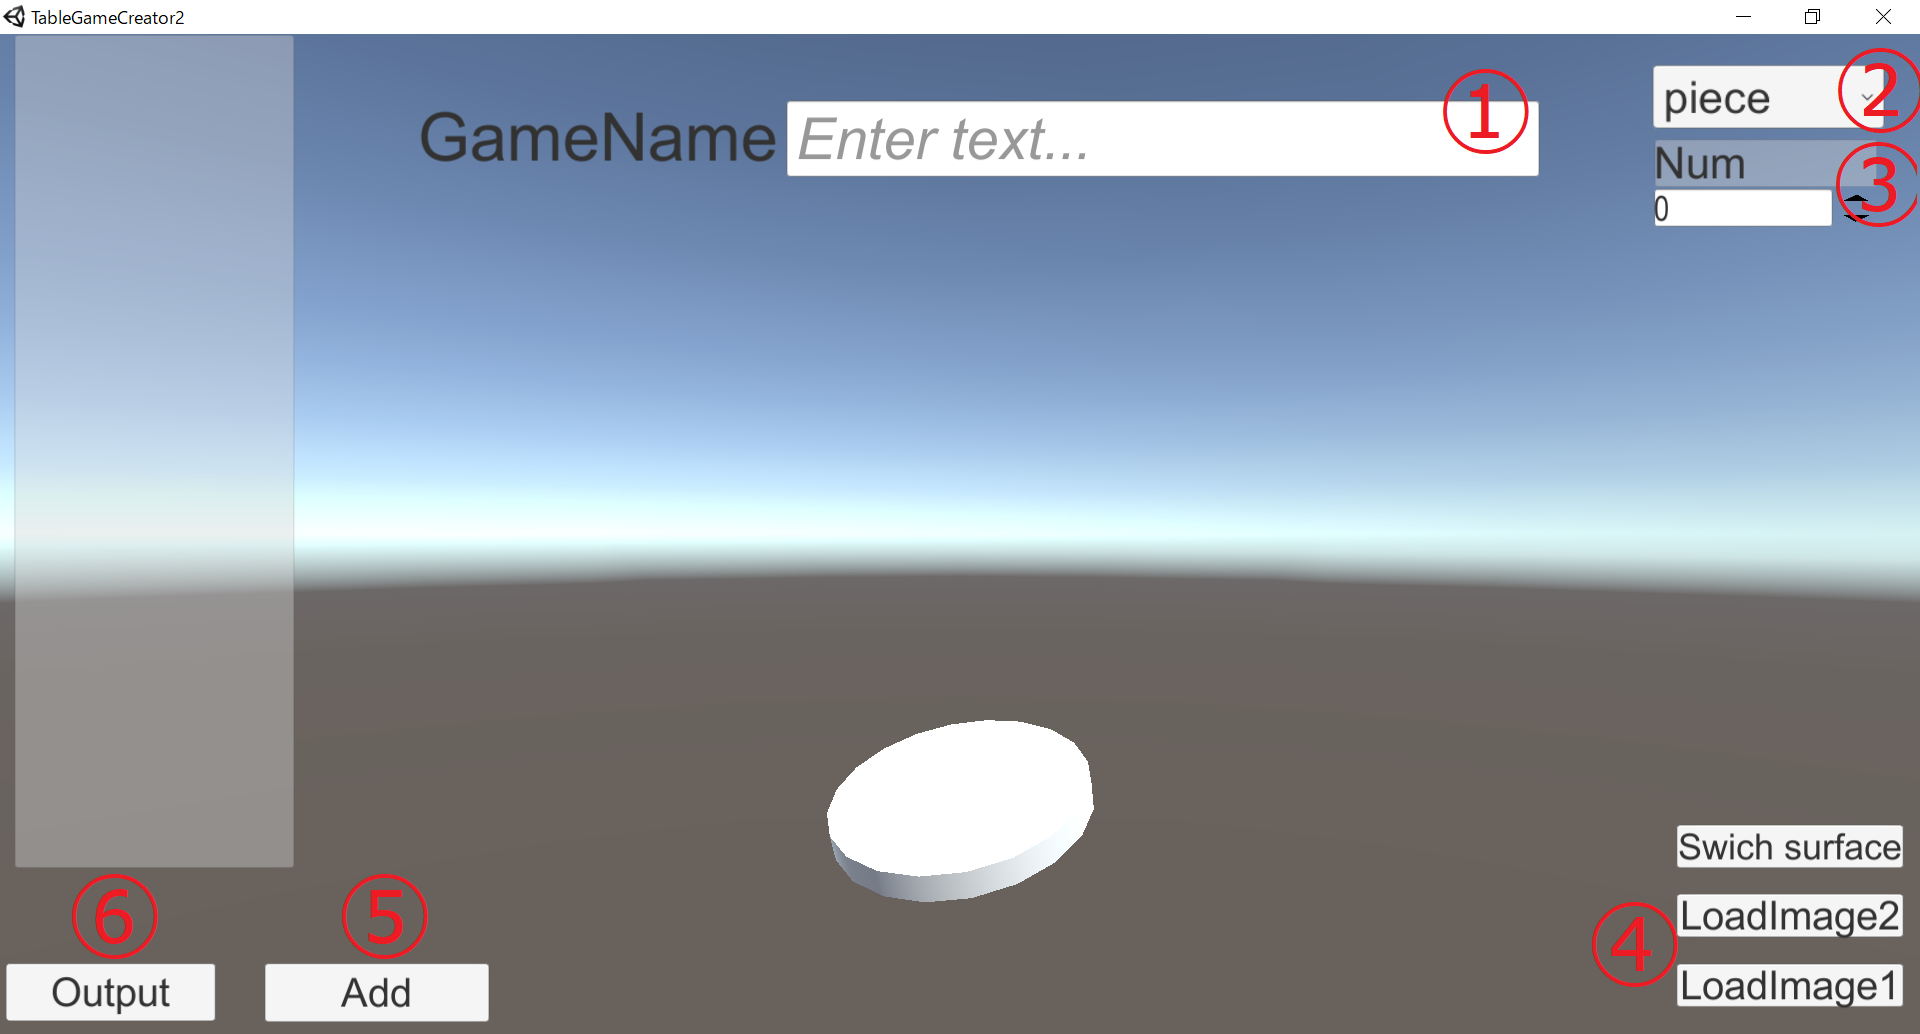 TableGameCreator2
GameName
Enter text...
①
piece
②
Num
③
0
Swich surface
LoadImage2
④
LoadImage1
⑥
⑤
Output
Add